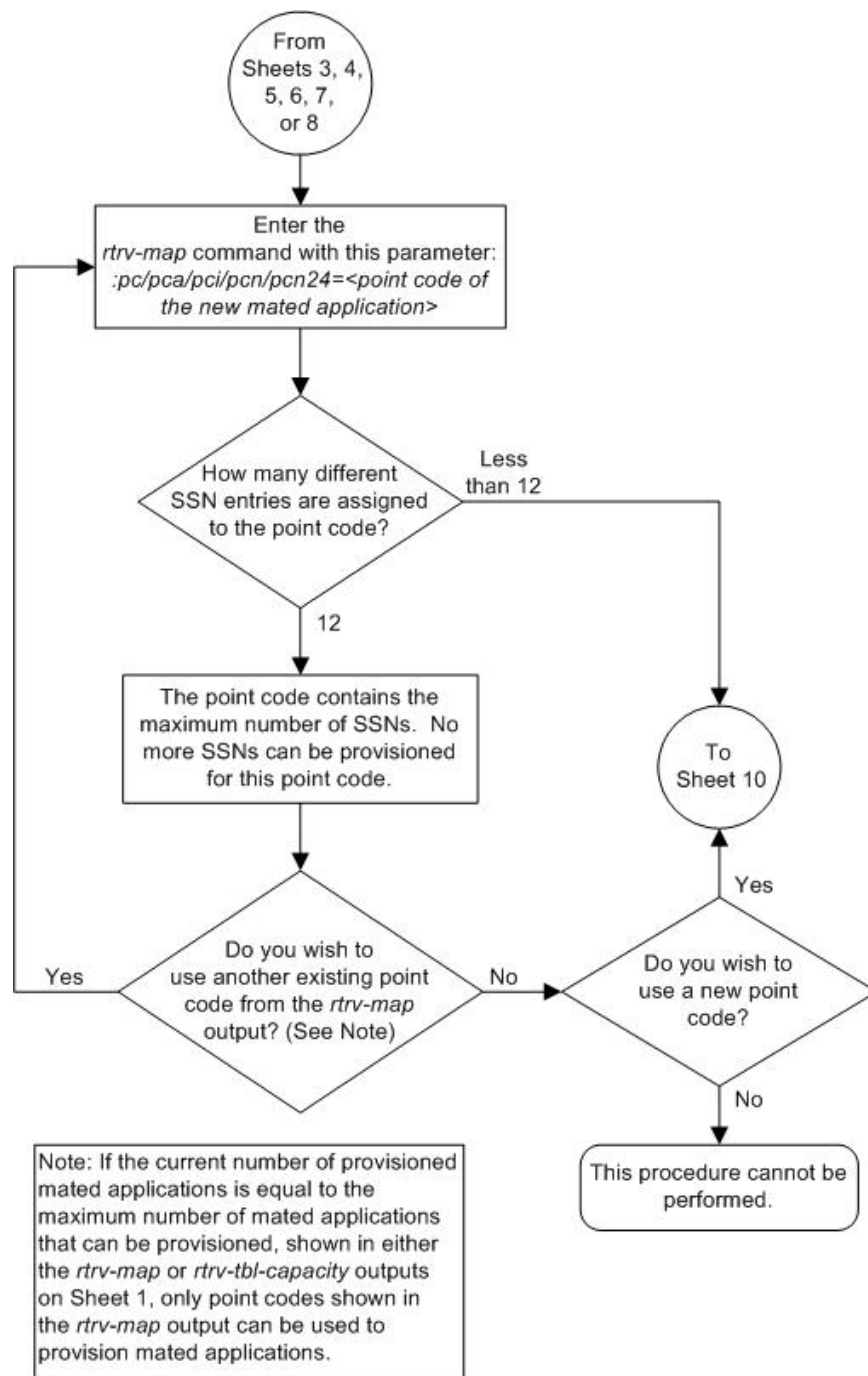 From
Sheets 3, 4,
5, 6, 7,
or 8
Enter the
rtrv-map command with this parameter:
:pc/pca/pci/pcn/pcn24=<point code of
the new mated application>
How many different
SSN entries are assigned
to the point code?
Less
than 12
12
The point code contains the
maximum number of SSNs.  No
more SSNs can be provisioned
for this point code.
To
Sheet 10
Yes
Do you wish to
use another existing point
code from the rtrv-map
output? (See Note)
Yes
No
Do you wish to
use a new point
code?
No
This procedure cannot be
performed.
Note: If the current number of provisioned
mated applications is equal to the
maximum number of mated applications
that can be provisioned, shown in either
the rtrv-map or rtrv-tbl-capacity outputs
on Sheet 1, only point codes shown in
the rtrv-map output can be used to
provision mated applications.